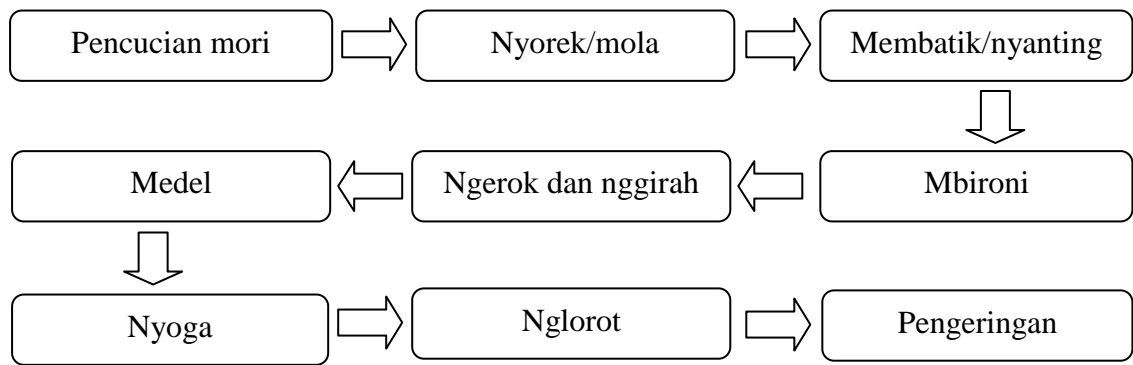 Pencucian mori
Nyorek/mola
Membatik/nyanting
Mbironi
Ngerok dan nggirah
Medel
Nyoga
Nglorot
Pengeringan